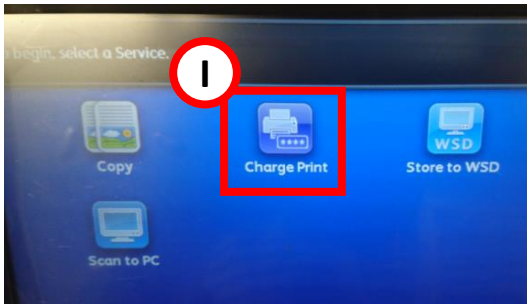 begin, select a Service.
1
Copy
Charge Print
WSD
Store to WSD
Scan to PC